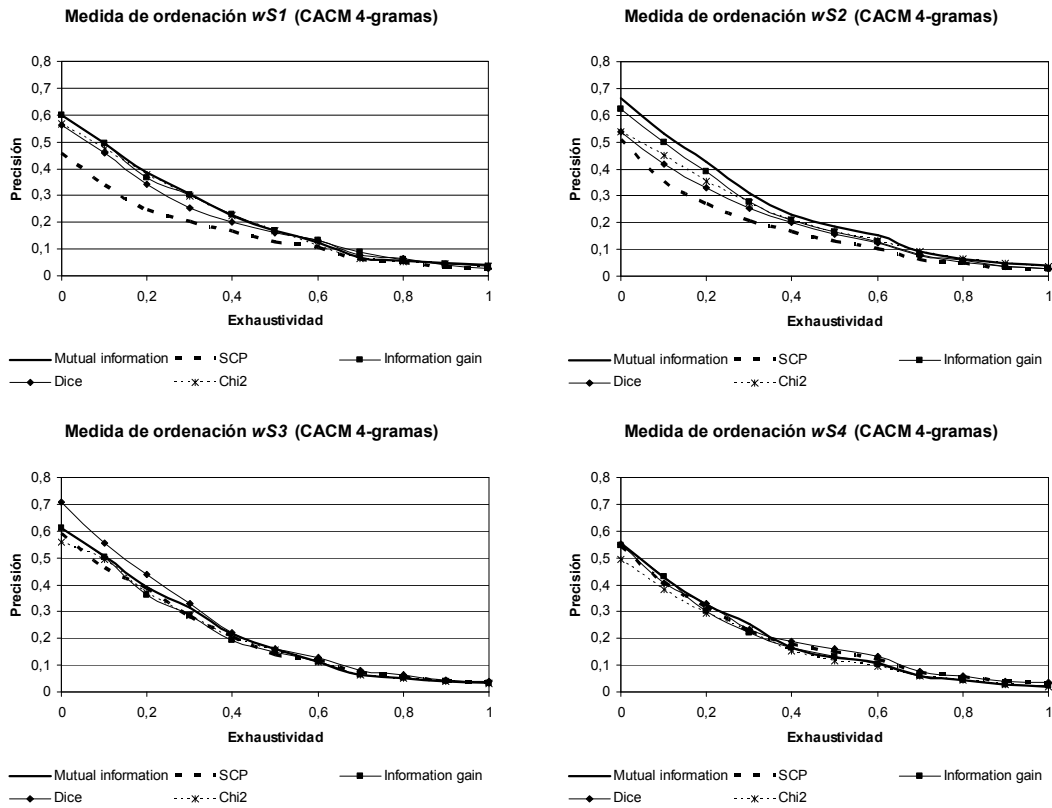 Medida de ordenación wS1 (CACM 4-gramas)
0,8
0,7
0,6
0,5
0,4
0,3
0,2
0,1
0
Precisión
0 0,2 0,4 0,6 0,8 1
Exhaustividad
Mutual information SCP Information gain
Dice Chi2
Medida de ordenación wS2 (CACM 4-gramas)
0,8
0,7
0,6
0,5
0,4
0,3
0,2
0,1
0
Precisión
0 0,2 0,4 0,6 0,8 1
Exhaustividad
Mutual information SCP Information gain
Dice Chi2
Medida de ordenación wS3 (CACM 4-gramas)
0,8
0,7
0,6
0,5
0,4
0,3
0,2
0,1
0
Precisión
0 0,2 0,4 0,6 0,8 1
Exhaustividad
Mutual information SCP Information gain
Dice Chi2
Medida de ordenación wS4 (CACM 4-gramas)
0,8
0,7
0,6
0,5
0,4
0,3
0,2
0,1
0
Precisión
0 0,2 0,4 0,6 0,8 1
Exhaustividad
Mutual information SCP Information gain
Dice Chi2